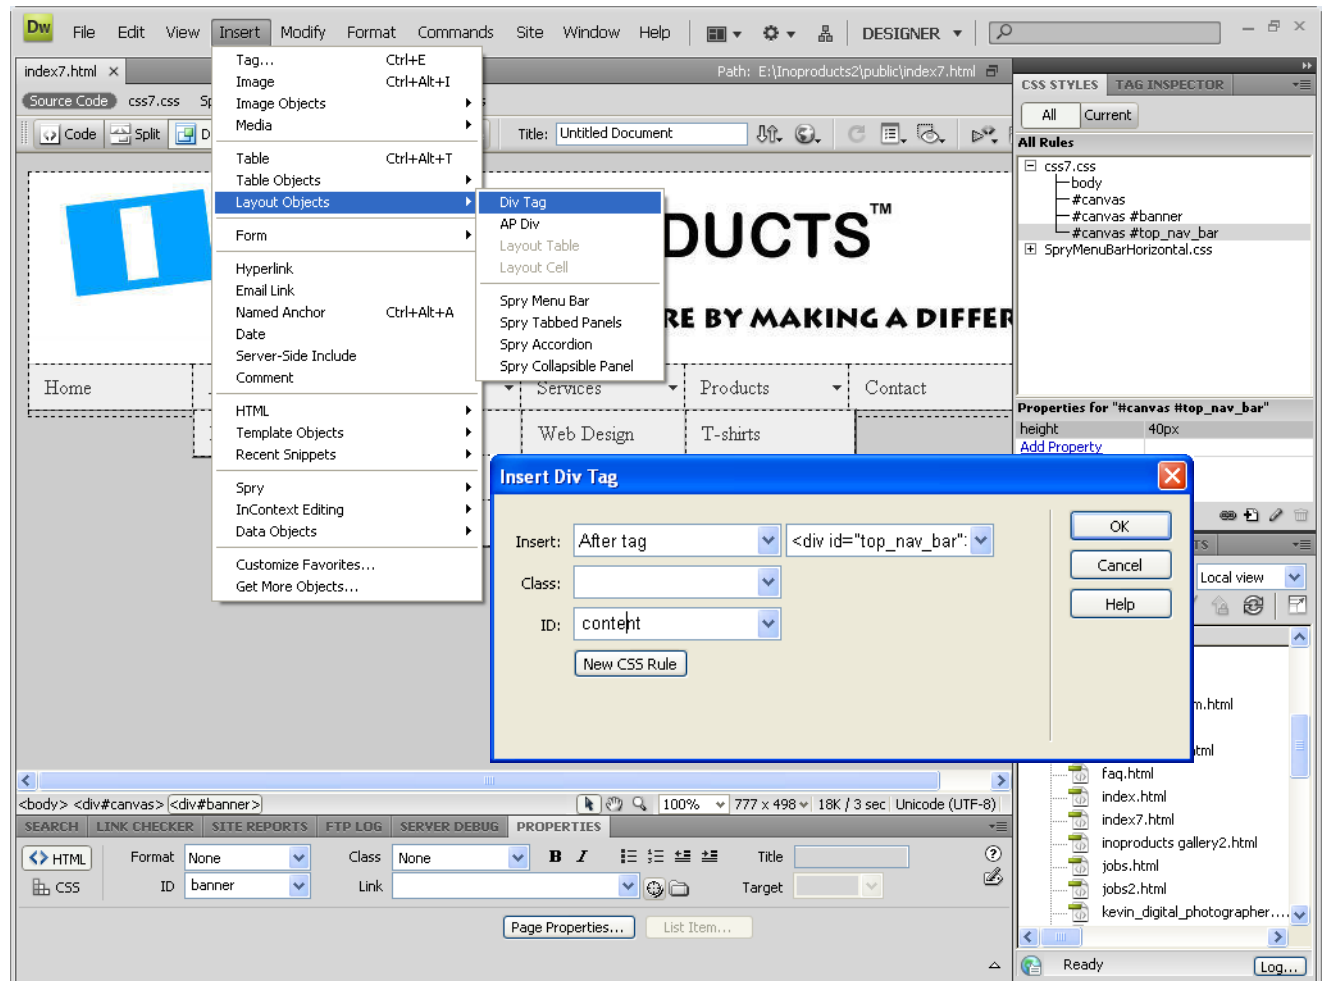 Dw File Edit View Insert Modify Format Commands Site Window Help DESIGNER
index7.html Path: E:\Inoproducts2\public\index7.html
Source Code css7.css
Code Split Title: Untitled Document
Tag... Ctrl+E
Image Ctrl+Alt+I
Image Objects
Media
Table Ctrl+Alt+T
Table Objects
Layout Objects
Form
Hyperlink
Email Link
Named Anchor Ctrl+Alt+A
Date
Server-Side Include
Comment
HTML
Template Objects
Recent Snippets
Spry
InContext Editing
Data Objects
Customize Favorites...
Get More Objects...
Div Tag
AP Div
Layout Table
Layout Cell
Spry Menu Bar
Spry Tabbed Panels
Spry Accordion
Spry Collapsible Panel
DUCTS™
RE BY MAKING A DIFFER
Home Services Products Contact
Web Design T-shirts
CSS STYLES TAG INSPECTOR
All Current
All Rules
css7.css
body
#canvas
#canvas #banner
#canvas #top_nav_bar
SpryMenuBarHorizontal.css
Properties for "#canvas #top_nav_bar"
height 40px
Add Property
Insert Div Tag
Insert: After tag <div id="top_nav_bar":
Class:
ID: content
New CSS Rule
OK
Cancel
Help
TS
Local view
m.html
tml
faq.html
index.html
index7.html
inoproducts gallery2.html
jobs.html
jobs2.html
kevin_digital_photographer....
Ready Log...
<body> <div#canvas> <div#banner> 100% 777 x 498 18K / 3 sec Unicode (UTF-8)
SEARCH LINK CHECKER SITE REPORTS FTP LOG SERVER DEBUG PROPERTIES
HTML Format None Class None B I Title
CSS ID banner Link Target
Page Properties... List Item...